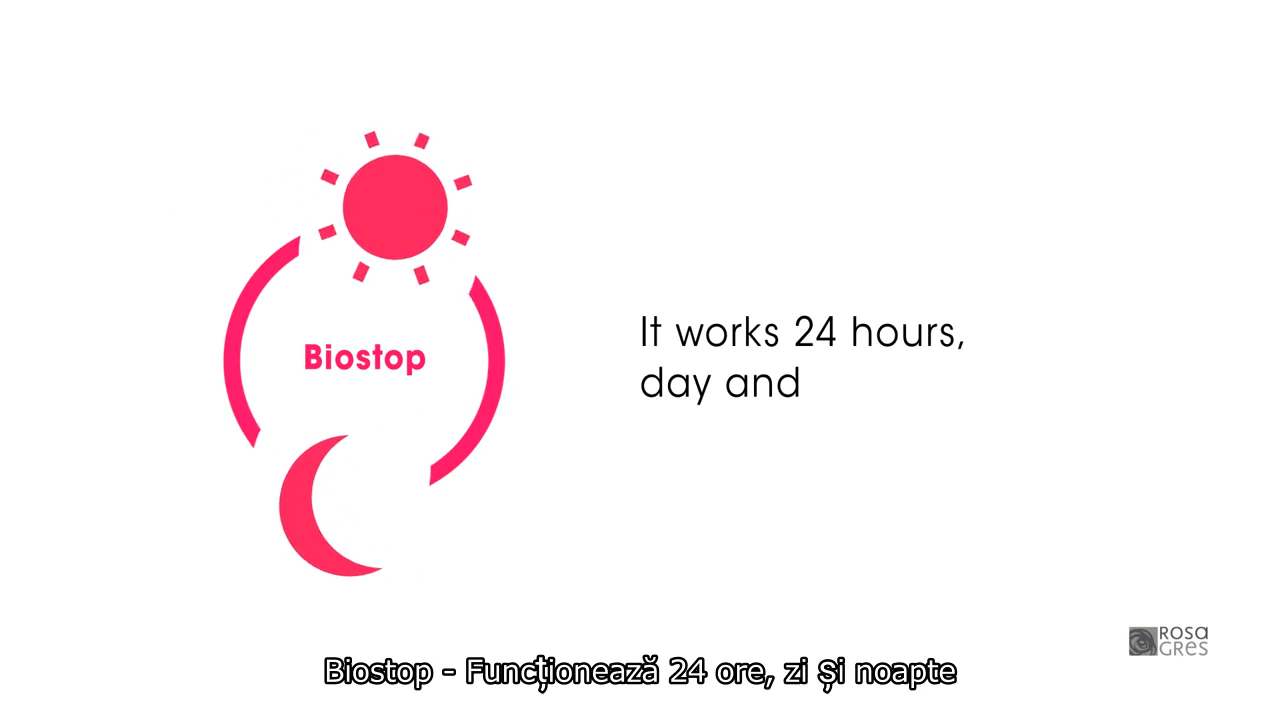 Biostop
It works 24 hours,
day and
ROSA
GRES
Biostop - Funcționează 24 ore, zi și noapte